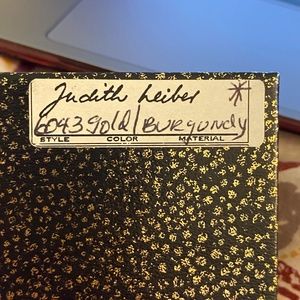 Judith Leiber *
6043 gold/Burgundy
STYLE COLOR MATERIAL